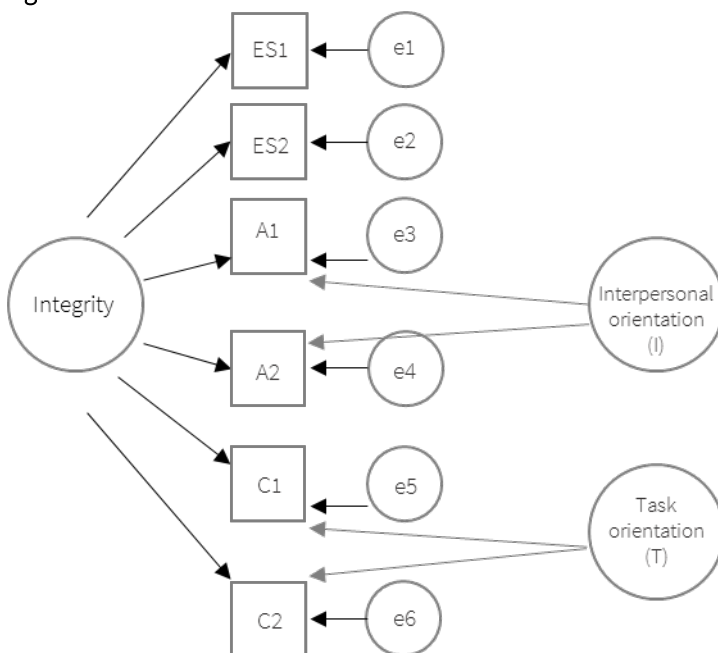 ES1
e1
ES2
e2
A1
e3
Integrity
Interpersonal
orientation
(I)
A2
e4
C1
e5
Task
orientation
(T)
C2
e6